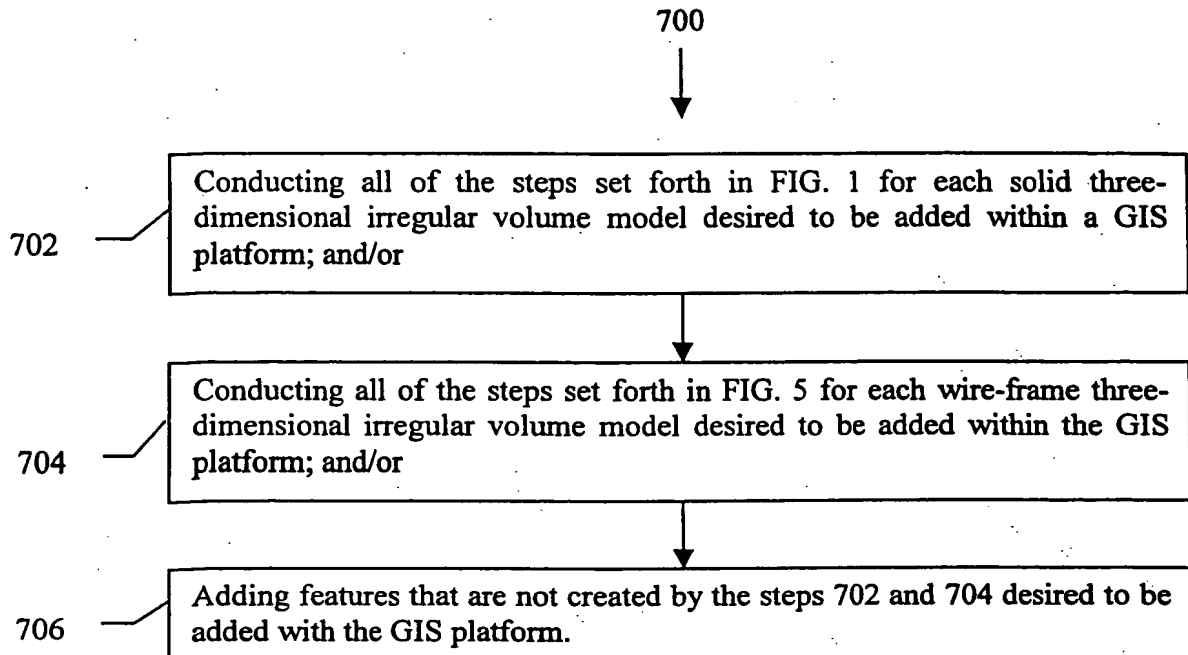 700
Conducting all of the steps set forth in FIG. 1 for each solid three-
dimensional irregular volume model desired to be added within a GIS
platform; and/or
702
Conducting all of the steps set forth in FIG. 5 for each wire-frame three-
dimensional irregular volume model desired to be added within the GIS
platform; and/or
704
Adding features that are not created by the steps 702 and 704 desired to be
added with the GIS platform.
706